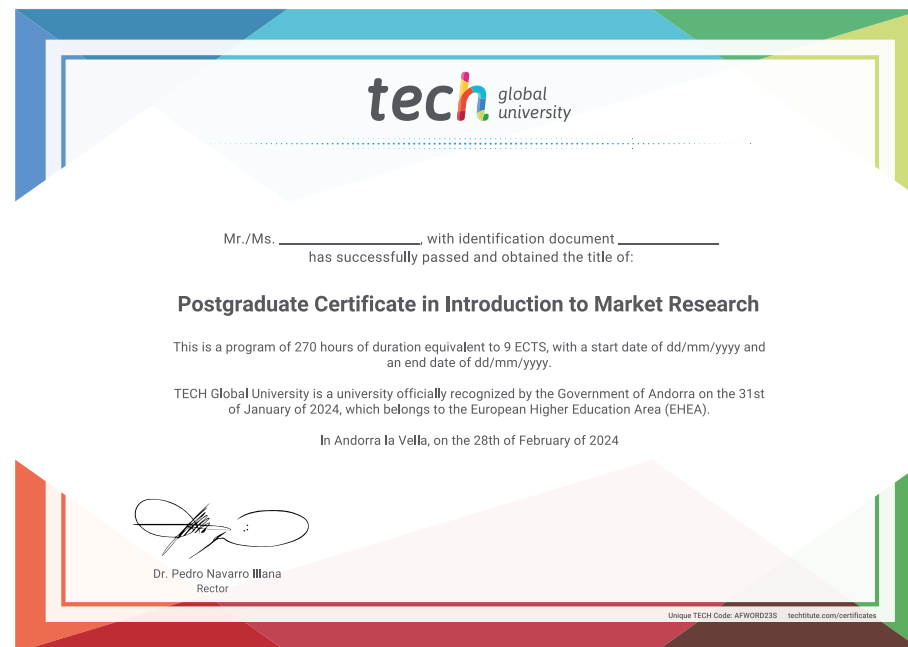 tech global university
Mr./Ms. ____________________, with identification document ______________
has successfully passed and obtained the title of:
Postgraduate Certificate in Introduction to Market Research
This is a program of 270 hours of duration equivalent to 9 ECTS, with a start date of dd/mm/yyyy and
an end date of dd/mm/yyyy.
TECH Global University is a university officially recognized by the Government of Andorra on the 31st
of January of 2024, which belongs to the European Higher Education Area (EHEA).
In Andorra la Vella, on the 28th of February of 2024
Dr. Pedro Navarro Illana
Rector
Unique TECH Code: AFWORD23S techtitute.com/certificates